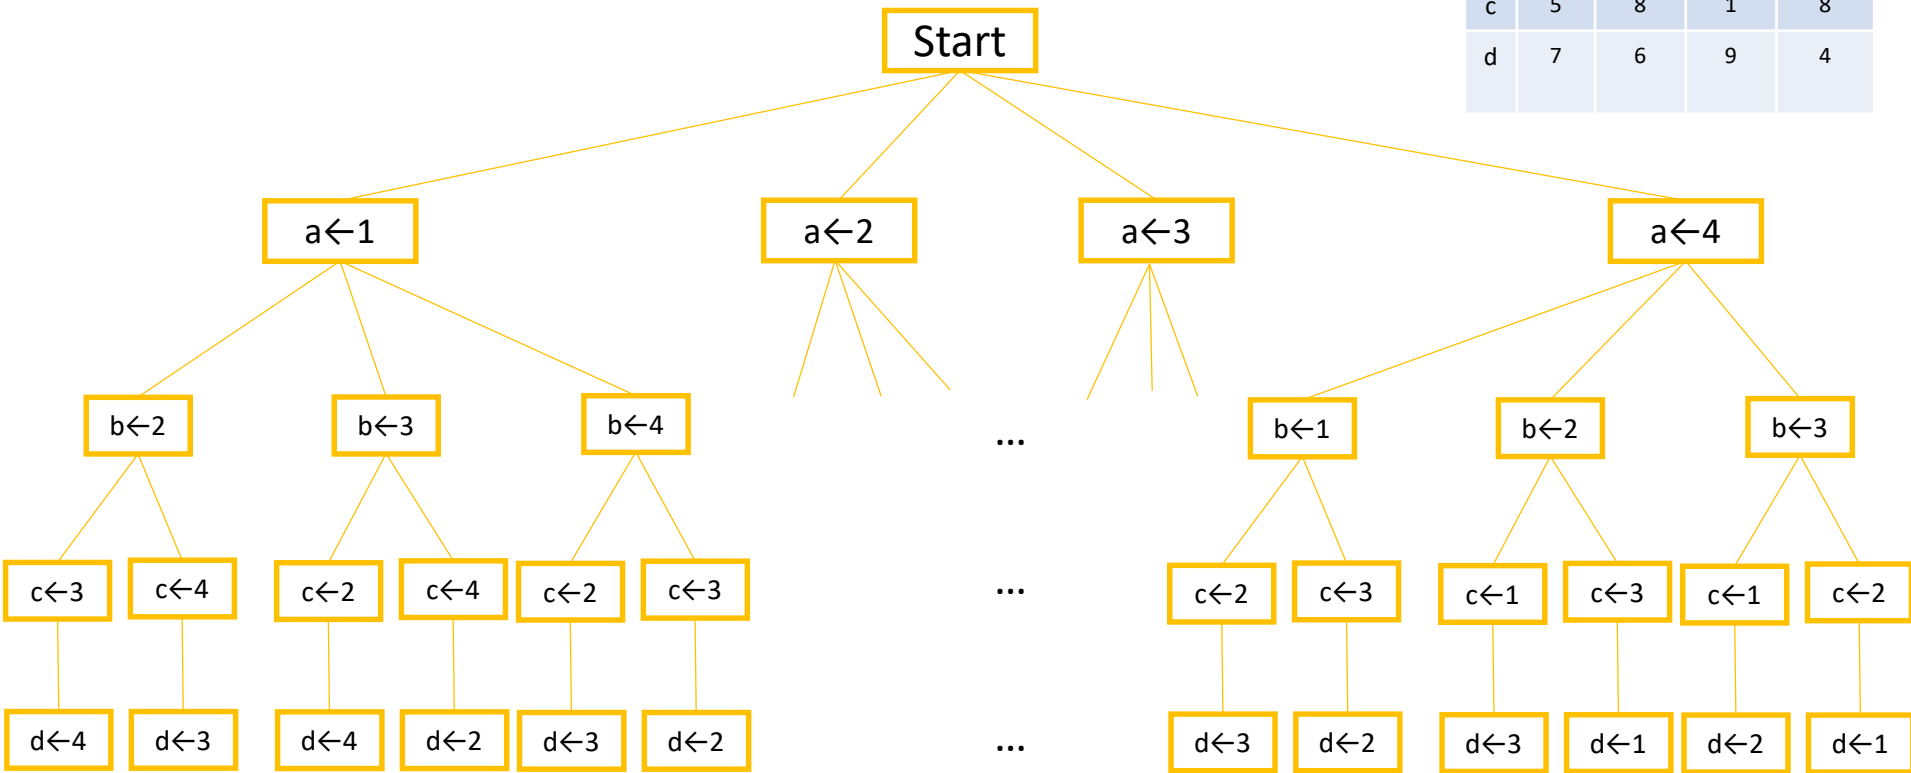 c 5 8 1 8
Start
d 7 6 9 4
a←1 a←2 a←3 a←4
b←2 b←3 b←4 ... b←1 b←2 b←3
c←3 c←4 c←2 c←4 c←2 c←3 ... c←2 c←3 c←1 c←3 c←1 c←2
d←4 d←3 d←4 d←2 d←3 d←2 ... d←3 d←2 d←3 d←1 d←2 d←1